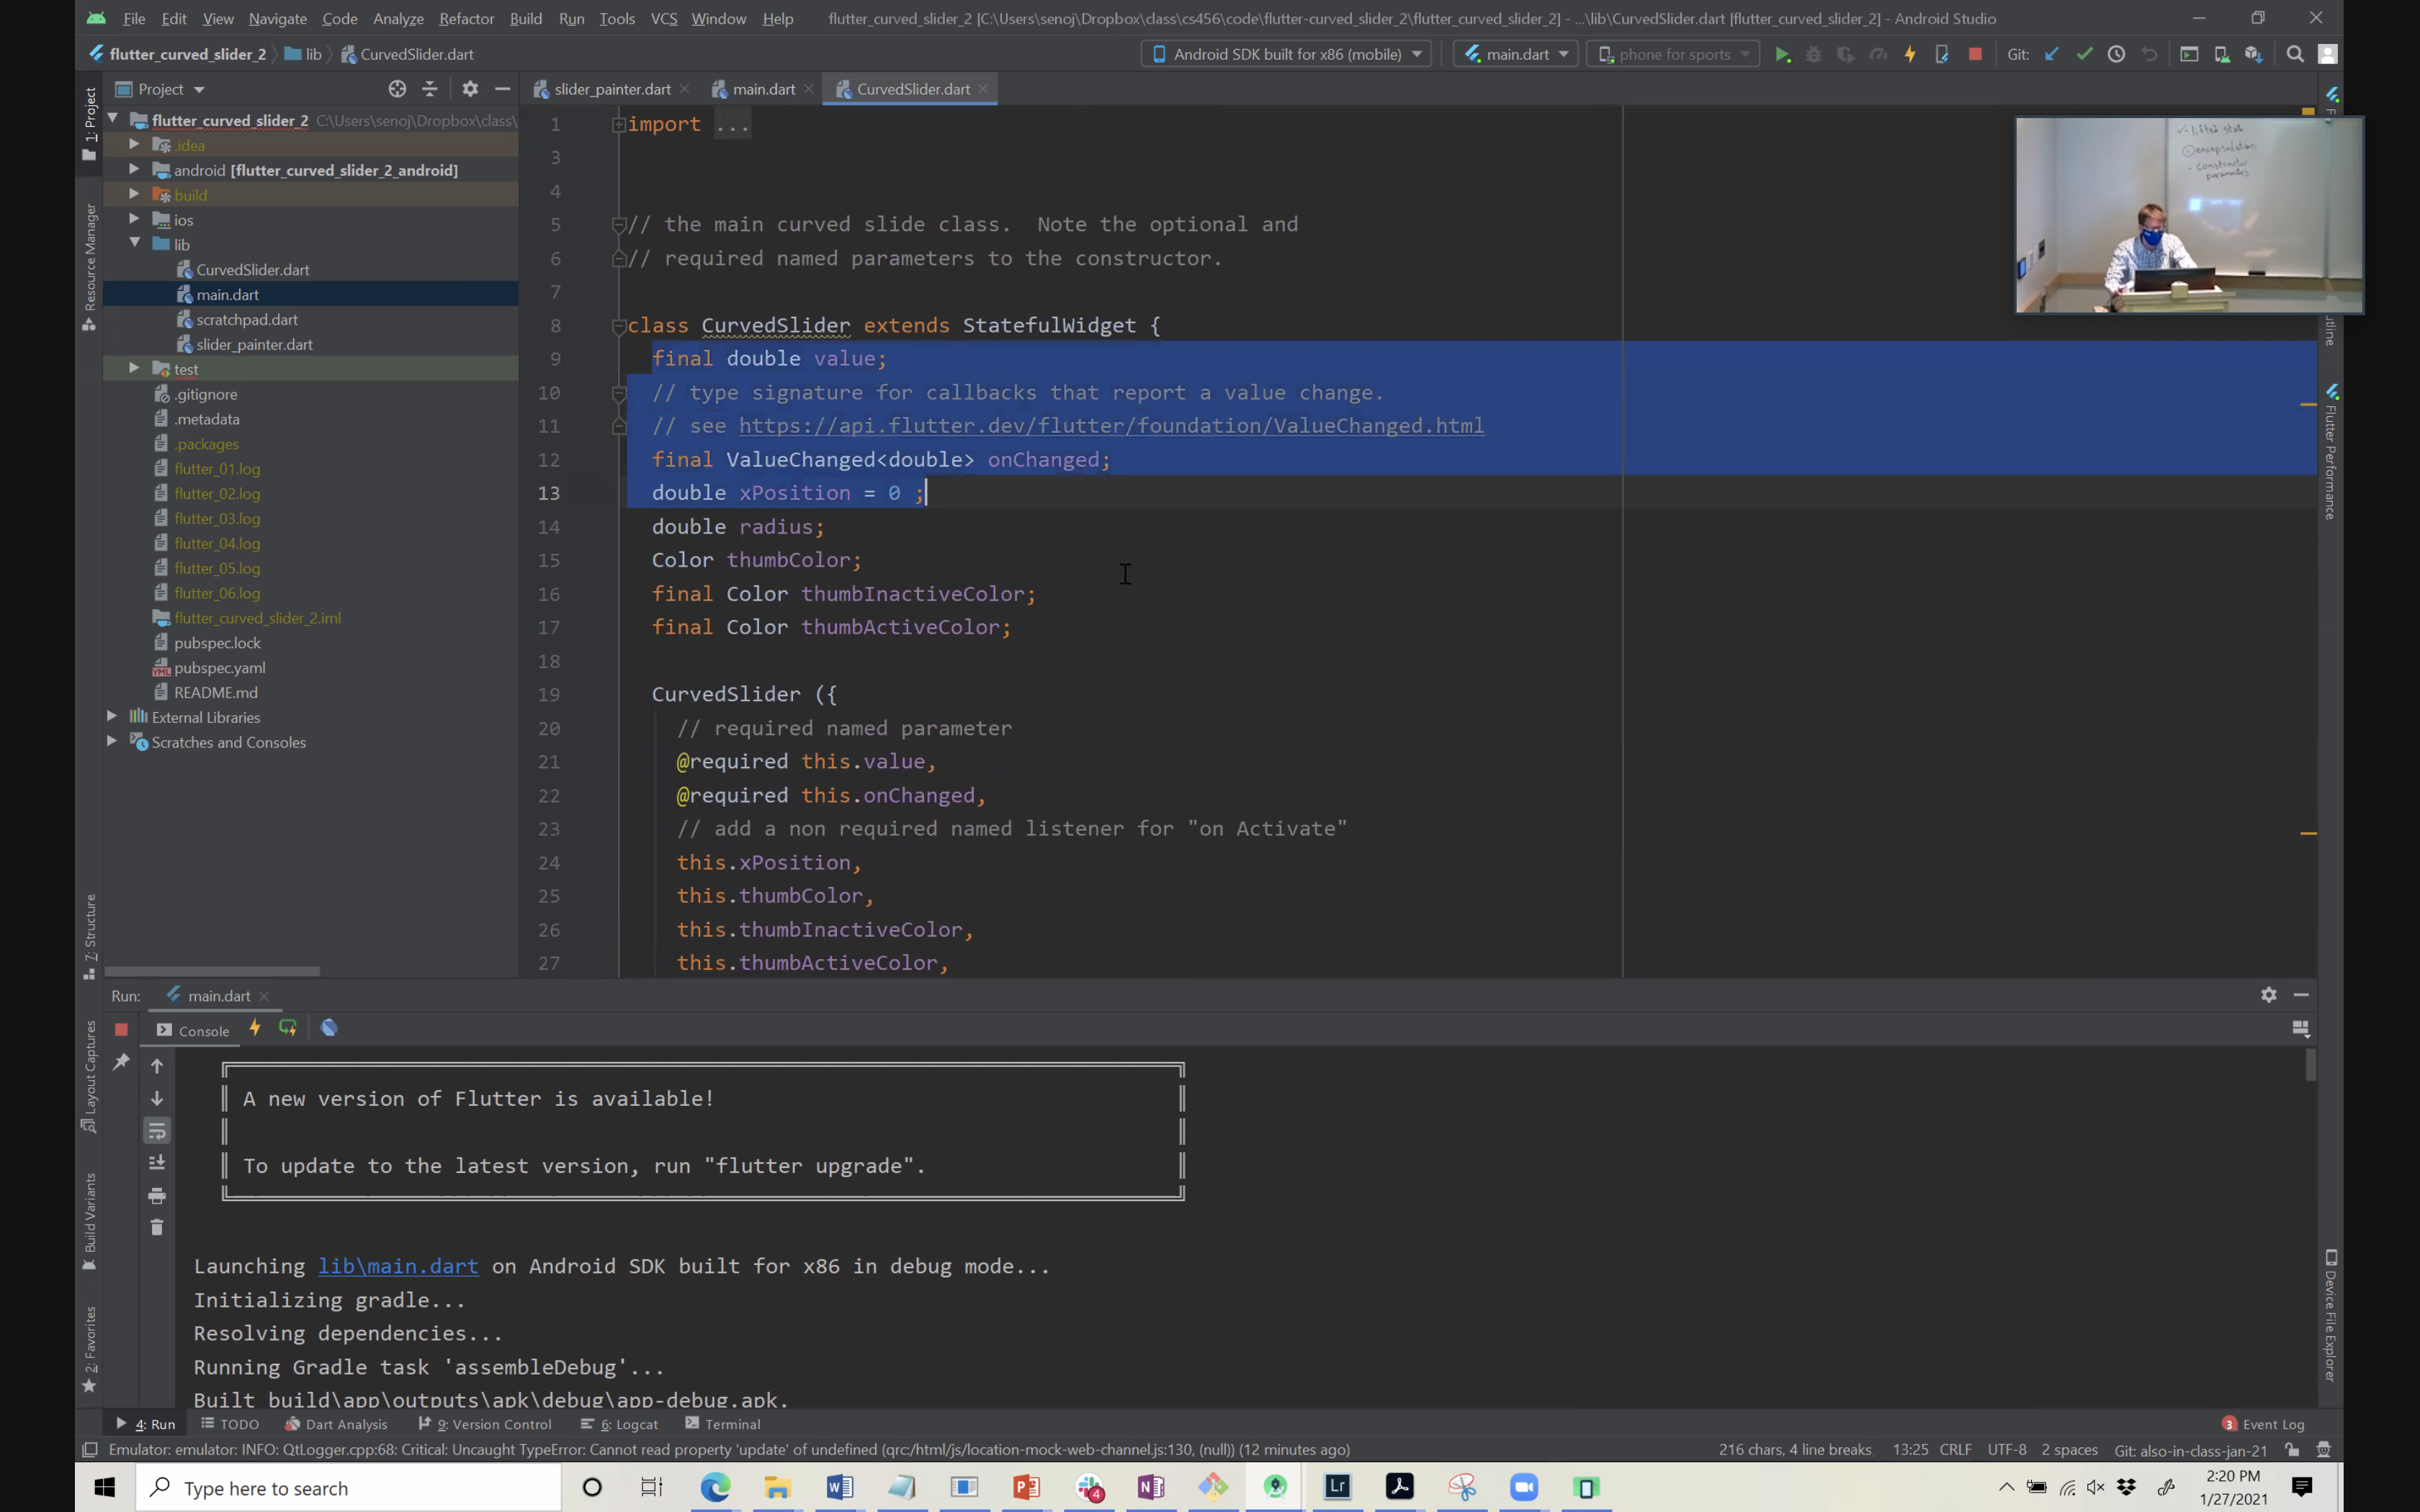 File Edit View Navigate Code Analyze Refactor Build Run Tools VCS Window Help flutter_curved_slider_2 [C:\Users\senoj\Dropbox\class\cs456\code\flutter-curved_slider_2\flutter_curved_slider_2] - ...\lib\CurvedSlider.dart [flutter_curved_slider_2] - Android Studio
flutter_curved_slider_2 lib CurvedSlider.dart Android SDK built for x86 (mobile) main.dart phone for sports Git:
Project slider_painter.dart main.dart CurvedSlider.dart
1: Project
Resource Manager
7: Structure
Layout Captures
Build Variants
2: Favorites
flutter_curved_slider_2 C:\Users\senoj\Dropbox\class\
.idea
android [flutter_curved_slider_2_android]
build
ios
lib
CurvedSlider.dart
main.dart
scratchpad.dart
slider_painter.dart
test
.gitignore
.metadata
.packages
flutter_01.log
flutter_02.log
flutter_03.log
flutter_04.log
flutter_05.log
flutter_06.log
flutter_curved_slider_2.iml
pubspec.lock
pubspec.yaml
README.md
External Libraries
Scratches and Consoles
1 import ...
3
4
5 // the main curved slide class.  Note the optional and
6 // required named parameters to the constructor.
7
8 class CurvedSlider extends StatefulWidget {
9 final double value;
10 // type signature for callbacks that report a value change.
11 // see https://api.flutter.dev/flutter/foundation/ValueChanged.html
12 final ValueChanged<double> onChanged;
13 double xPosition = 0 ;
14 double radius;
15 Color thumbColor;
16 final Color thumbInactiveColor;
17 final Color thumbActiveColor;
18
19 CurvedSlider ({
20 // required named parameter
21 @required this.value,
22 @required this.onChanged,
23 // add a non required named listener for "on Activate"
24 this.xPosition,
25 this.thumbColor,
26 this.thumbInactiveColor,
27 this.thumbActiveColor,
- lifted state
encapsulation
- constructor
parameters
Flutter Performance
Device File Explorer
Run: main.dart
Console
A new version of Flutter is available!
To update to the latest version, run "flutter upgrade".
Launching lib\main.dart on Android SDK built for x86 in debug mode...
Initializing gradle...
Resolving dependencies...
Running Gradle task 'assembleDebug'...
Built build\app\outputs\apk\debug\app-debug.apk.
4: Run TODO Dart Analysis 9: Version Control 6: Logcat Terminal 3 Event Log
Emulator: emulator: INFO: QtLogger.cpp:68: Critical: Uncaught TypeError: Cannot read property 'update' of undefined (qrc:/html/js/location-mock-web-channel.js:130, (null)) (12 minutes ago) 216 chars, 4 line breaks 13:25 CRLF UTF-8 2 spaces Git: also-in-class-jan-21
Type here to search 4 Lr 2:20 PM
1/27/2021